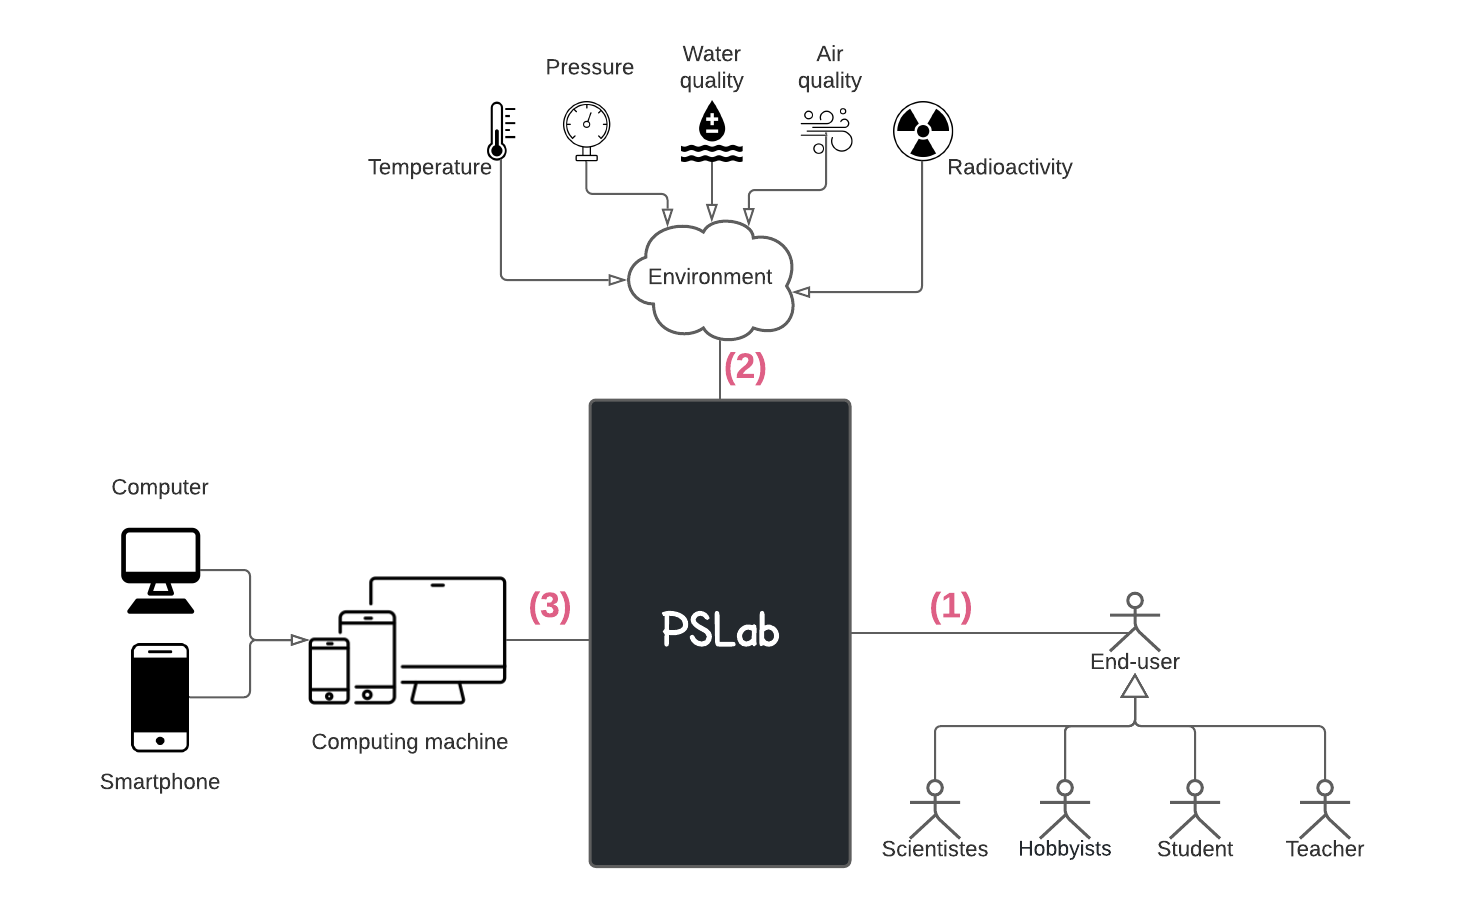 Pressure
Water
quality
Air
quality
Temperature
Radioactivity
Environment
(2)
Computer
(3)
(1)
PSLab
End-user
Computing machine
Smartphone
Scientistes
Hobbyists
Student
Teacher